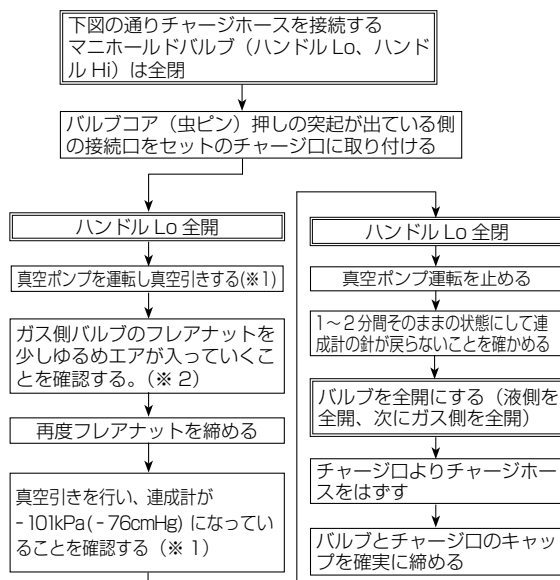 下図の通りチャージホースを接続する
マニホールドバルブ（ハンドル Lo、ハンド
ル Hi）は全閉
バルブコア（虫ピン）押しの突起が出ている側
の接続口をセットのチャージ口に取り付ける
ハンドル Lo 全開
真空ポンプを運転し真空引きする(※1)
ガス側バルブのフレアナットを
少しゆるめエアが入っていくこ
とを確認する。（※ 2）
再度フレアナットを締める
真空引きを行い、連成計が
-101kPa(-76cmHg) になってい
ることを確認する（※ 1）
ハンドル Lo 全閉
真空ポンプ運転を止める
1～2分間そのままの状態にして連
成計の針が戻らないことを確かめる
バルブを全開にする（液側を
全開、次にガス側を全開）
チャージ口よりチャージホー
スをはずす
バルブとチャージ口のキャッ
プを確実に締める